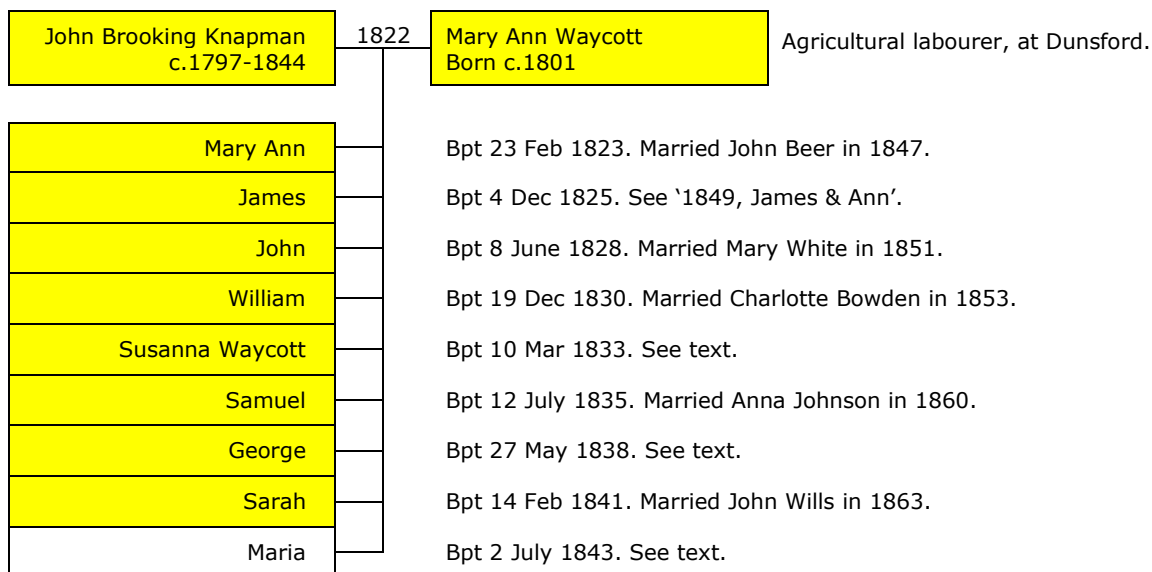 John Brooking Knapman
c.1797-1844
1822
Mary Ann Waycott
Born c.1801
Agricultural labourer, at Dunsford.
Mary Ann
Bpt 23 Feb 1823. Married John Beer in 1847.
James
Bpt 4 Dec 1825. See ‘1849, James & Ann’.
John
Bpt 8 June 1828. Married Mary White in 1851.
William
Bpt 19 Dec 1830. Married Charlotte Bowden in 1853.
Susanna Waycott
Bpt 10 Mar 1833. See text.
Samuel
Bpt 12 July 1835. Married Anna Johnson in 1860.
George
Bpt 27 May 1838. See text.
Sarah
Bpt 14 Feb 1841. Married John Wills in 1863.
Maria
Bpt 2 July 1843. See text.